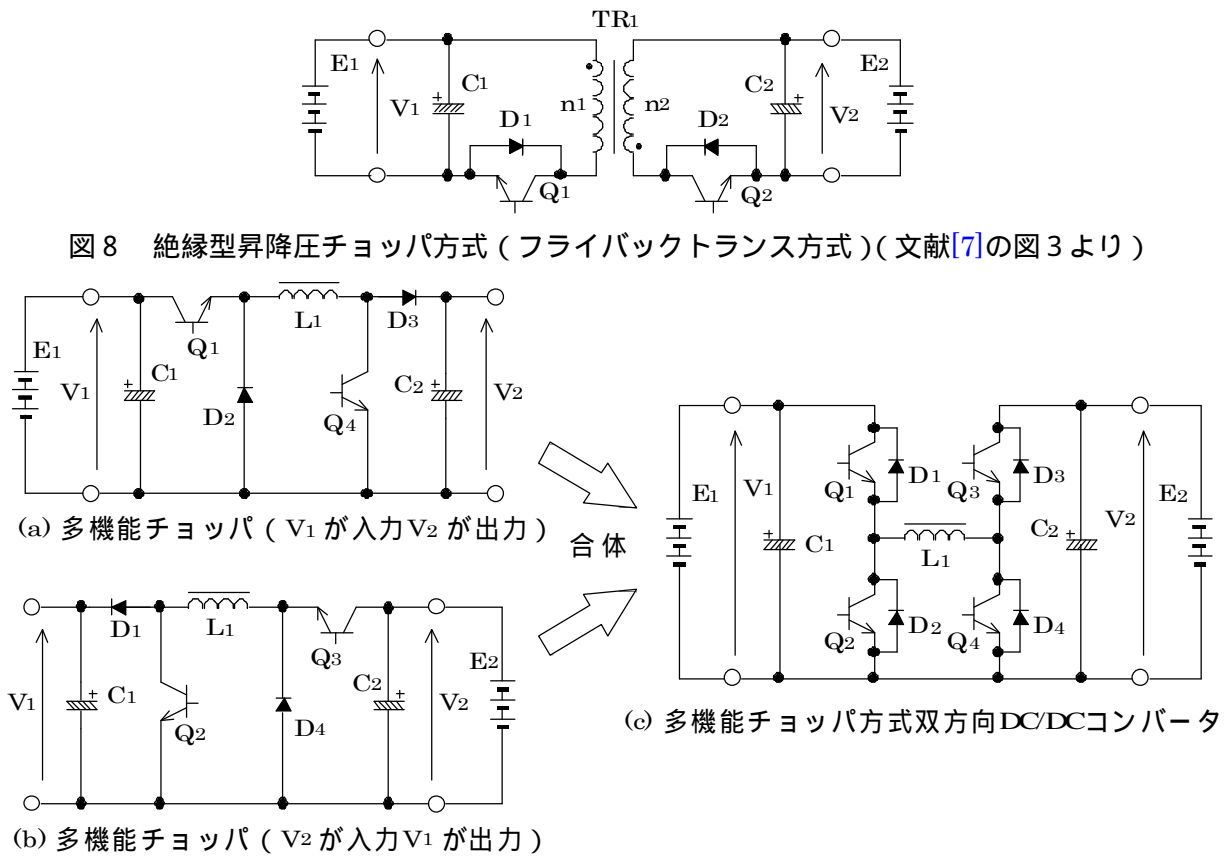 TR1
E1
V1
C1
D1
Q1
n1
n2
D2
Q2
C2
V2
E2
図8 絶縁型昇降圧チョッパ方式(フライバックトランス方式)(文献[7]の図3より)
E1
V1
C1
Q1
D2
L1
Q4
D3
C2
V2
(a) 多機能チョッパ(V1が入力V2が出力)
V1
C1
D1
Q2
L1
D4
Q3
C2
V2
E2
(b) 多機能チョッパ(V2が入力V1が出力)
合体
E1
V1
C1
Q1
D1
Q2
D2
L1
Q3
D3
Q4
D4
C2
V2
E2
(c) 多機能チョッパ方式双方向DC/DCコンバータ